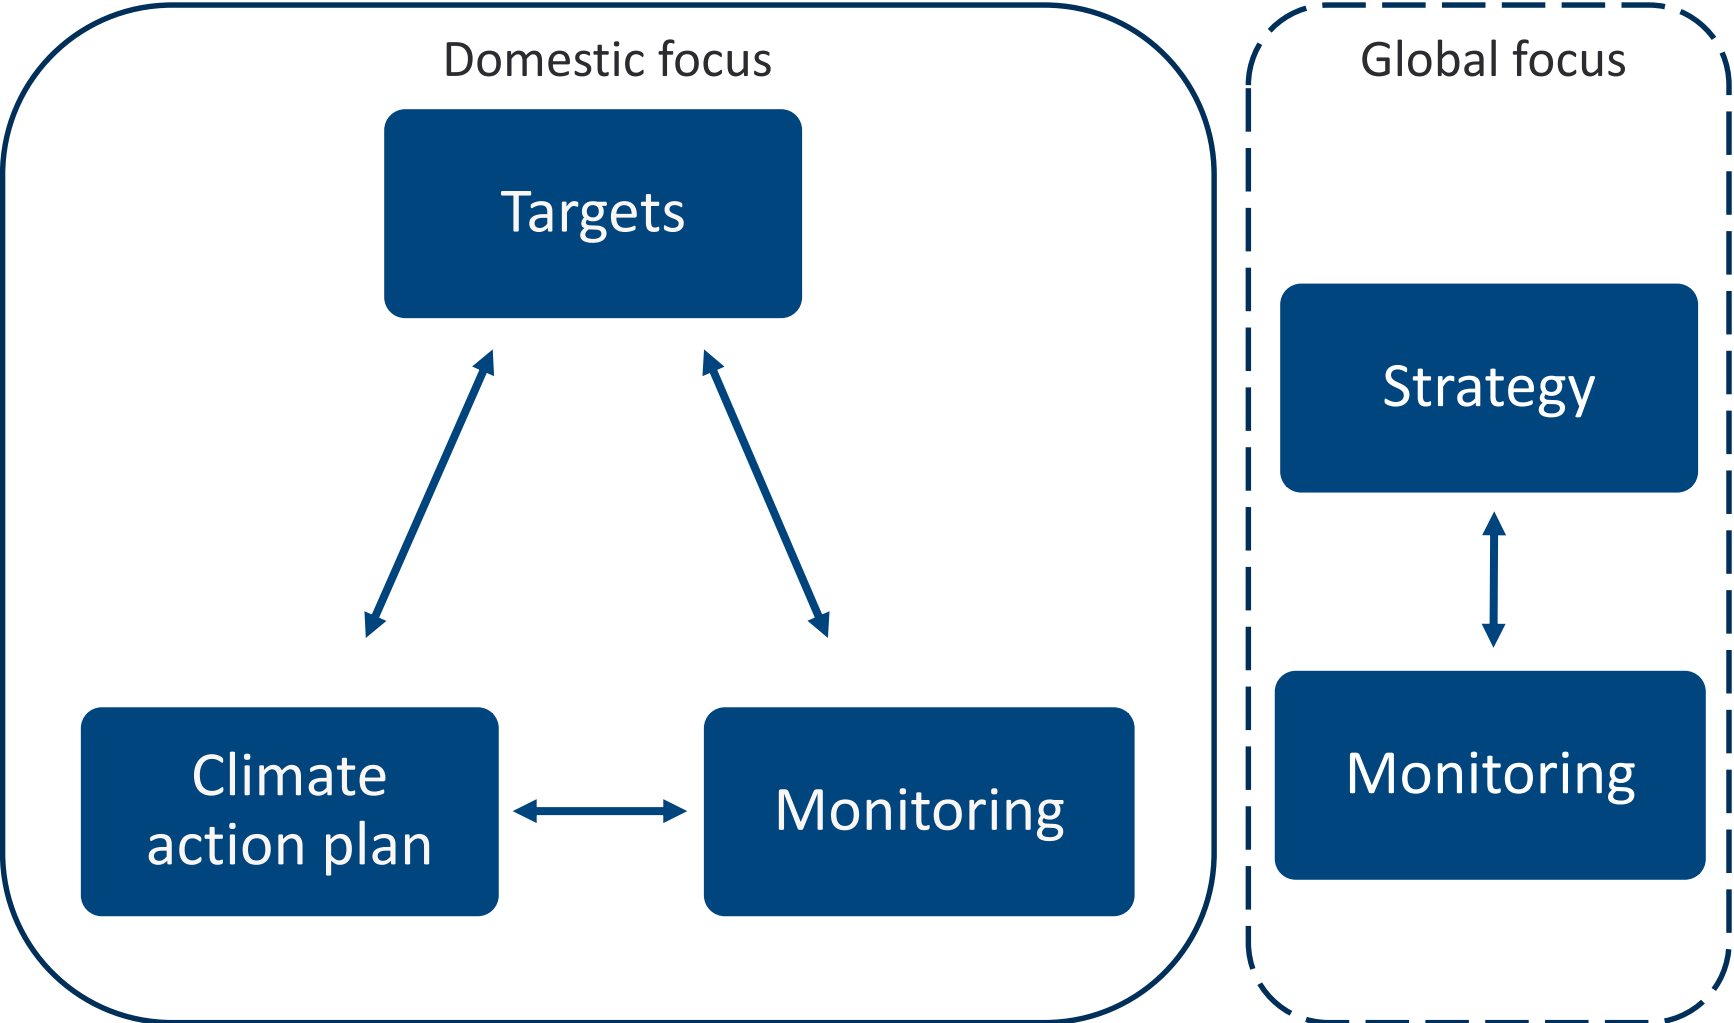 Domestic focus
Targets
Climate
action plan
Monitoring
Global focus
Strategy
Monitoring